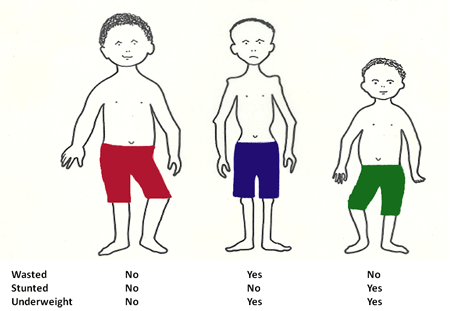 Wasted No Yes No
Stunted No No Yes
Underweight No Yes Yes